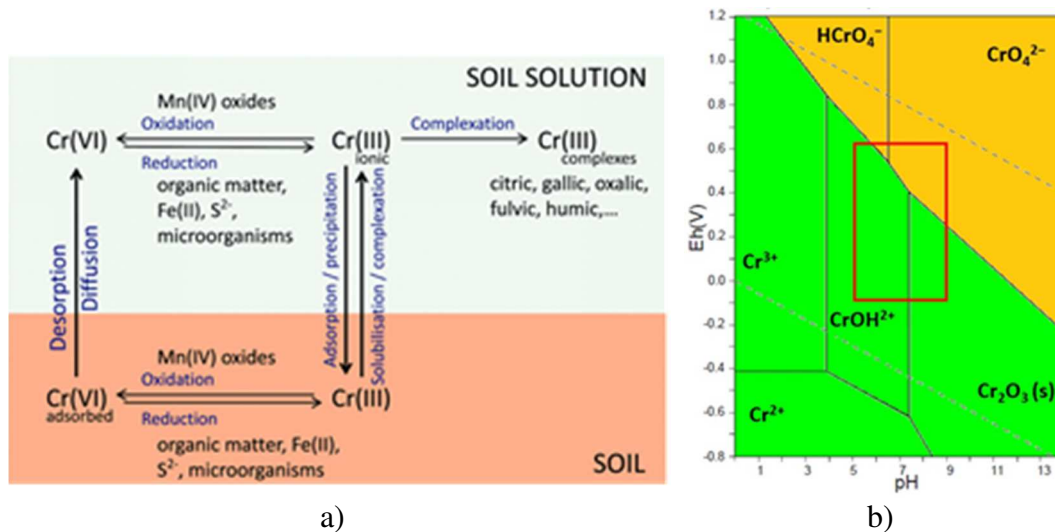 SOIL SOLUTION
Mn(IV) oxides
Oxidation
Cr(VI)
Cr(III)
ionic
Complexation
Cr(III)
complexes
Reduction
organic matter,
Fe(II), S²⁻,
microorganisms
citric, gallic, oxalic,
fulvic, humic,...
Desorption
Diffusion
Adsorption / precipitation
Solubilisation / complexation
Mn(IV) oxides
Oxidation
Cr(VI)
adsorbed
Cr(III)
Reduction
organic matter, Fe(II),
S²⁻, microorganisms
SOIL
a)
b)
1.2
1.0
0.8
0.6
0.4
0.2
0.0
-0.2
-0.4
-0.6
-0.8
Eh(V)
HCrO₄⁻
CrO₄²⁻
Cr³⁺
CrOH²⁺
Cr₂O₃ (s)
Cr²⁺
1 3 5 7 9 11 13
pH